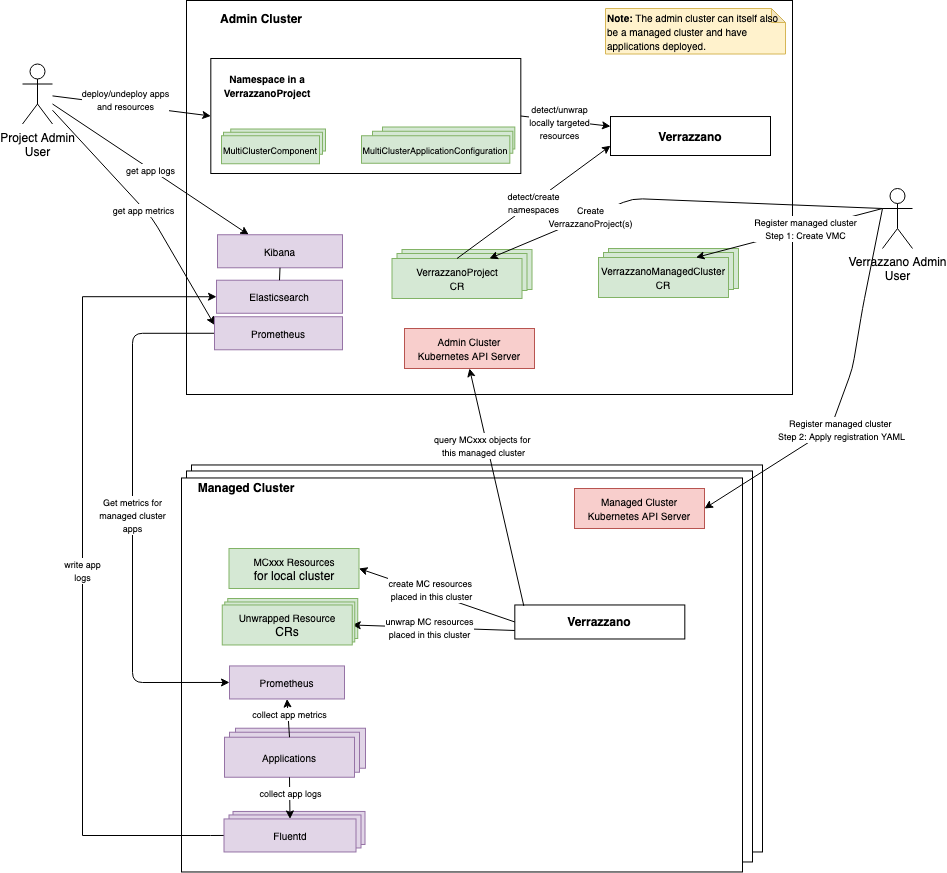 Admin Cluster
Note: The admin cluster can itself also
be a managed cluster and have
applications deployed.
Namespace in a
VerrazzanoProject
MultiClusterComponent
MultiClusterApplicationConfiguration
deploy/undeploy apps
and resources
Project Admin
User
detect/unwrap
locally targeted
resources
Verrazzano
get app logs
get app metrics
detect/create
namespaces
Create
VerrazzanoProject(s)
Register managed cluster
Step 1: Create VMC
Verrazzano Admin
User
Kibana
Elasticsearch
Prometheus
VerrazzanoProject
CR
VerrazzanoManagedCluster
CR
Admin Cluster
Kubernetes API Server
query MCxxx objects for
this managed cluster
Register managed cluster
Step 2: Apply registration YAML
Managed Cluster
Managed Cluster
Kubernetes API Server
Get metrics for
managed cluster
apps
write app
logs
MCxxx Resources
for local cluster
create MC resources
placed in this cluster
Unwrapped Resource
CRs
unwrap MC resources
placed in this cluster
Verrazzano
Prometheus
collect app metrics
Applications
collect app logs
Fluentd